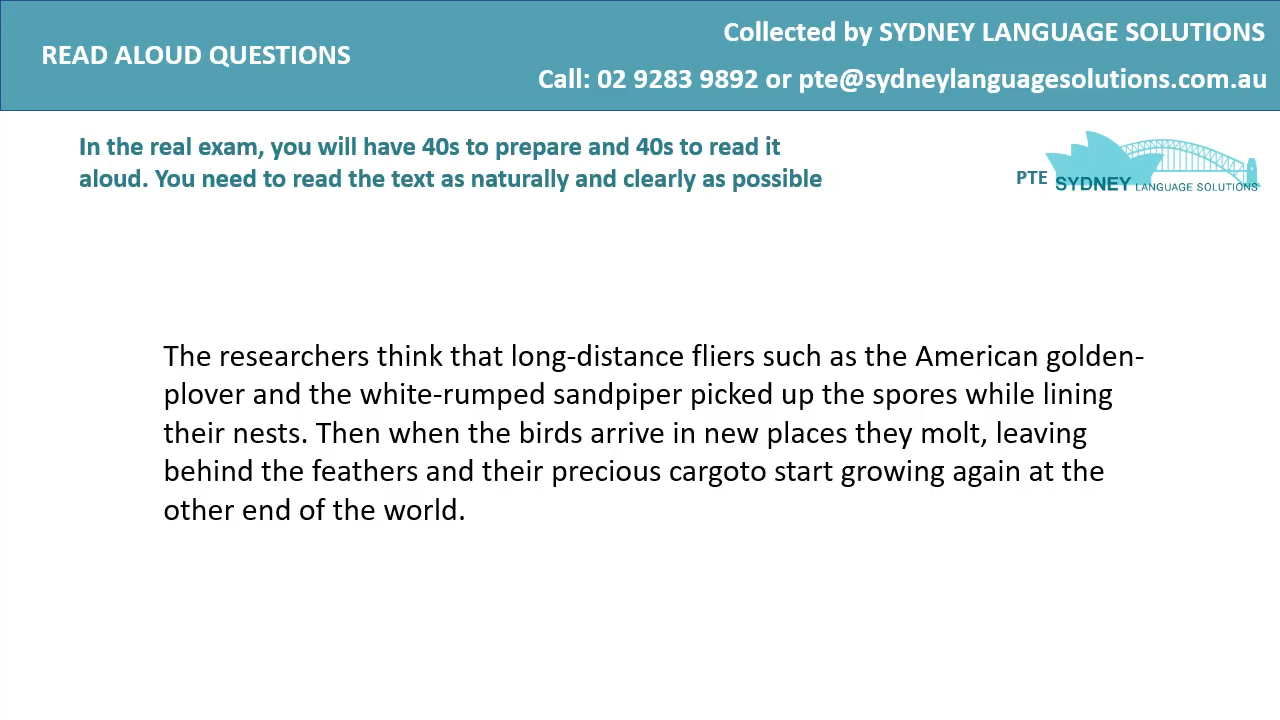 READ ALOUD QUESTIONS
Collected by SYDNEY LANGUAGE SOLUTIONS
Call: 02 9283 9892 or pte@sydneylanguagesolutions.com.au
In the real exam, you will have 40s to prepare and 40s to read it
aloud. You need to read the text as naturally and clearly as possible
PTE SYDNEY LANGUAGE SOLUTIONS
The researchers think that long-distance fliers such as the American golden-
plover and the white-rumped sandpiper picked up the spores while lining
their nests. Then when the birds arrive in new places they molt, leaving
behind the feathers and their precious cargoto start growing again at the
other end of the world.